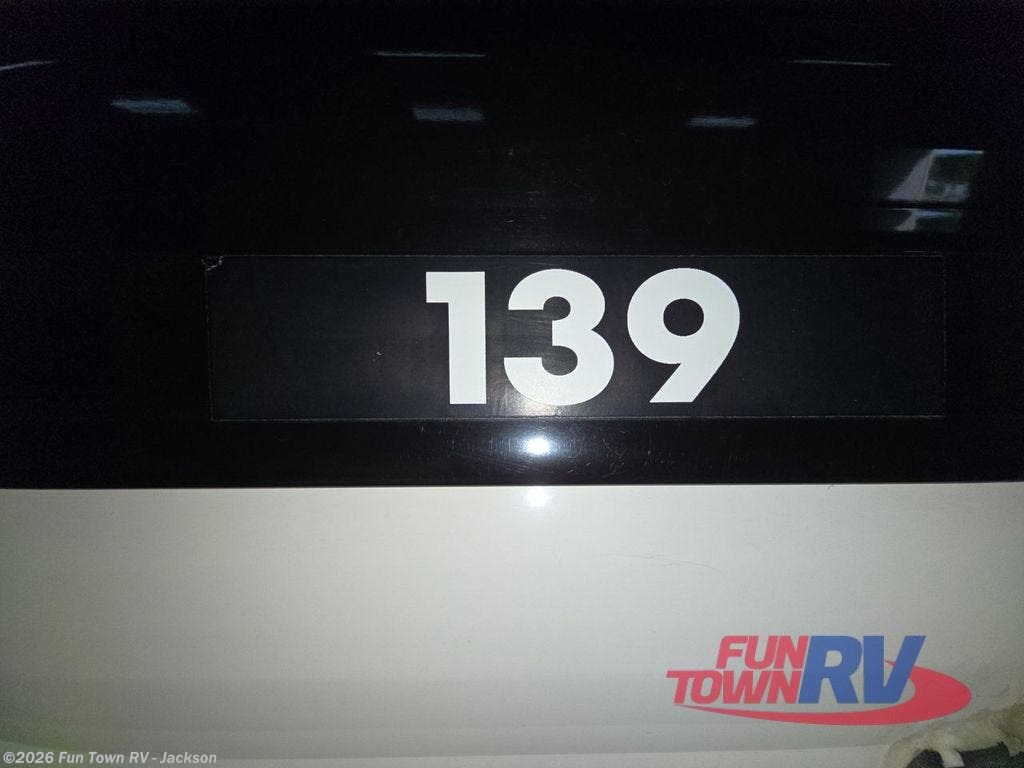 139
FUN
TOWN RV
©2026 Fun Town RV - Jackson